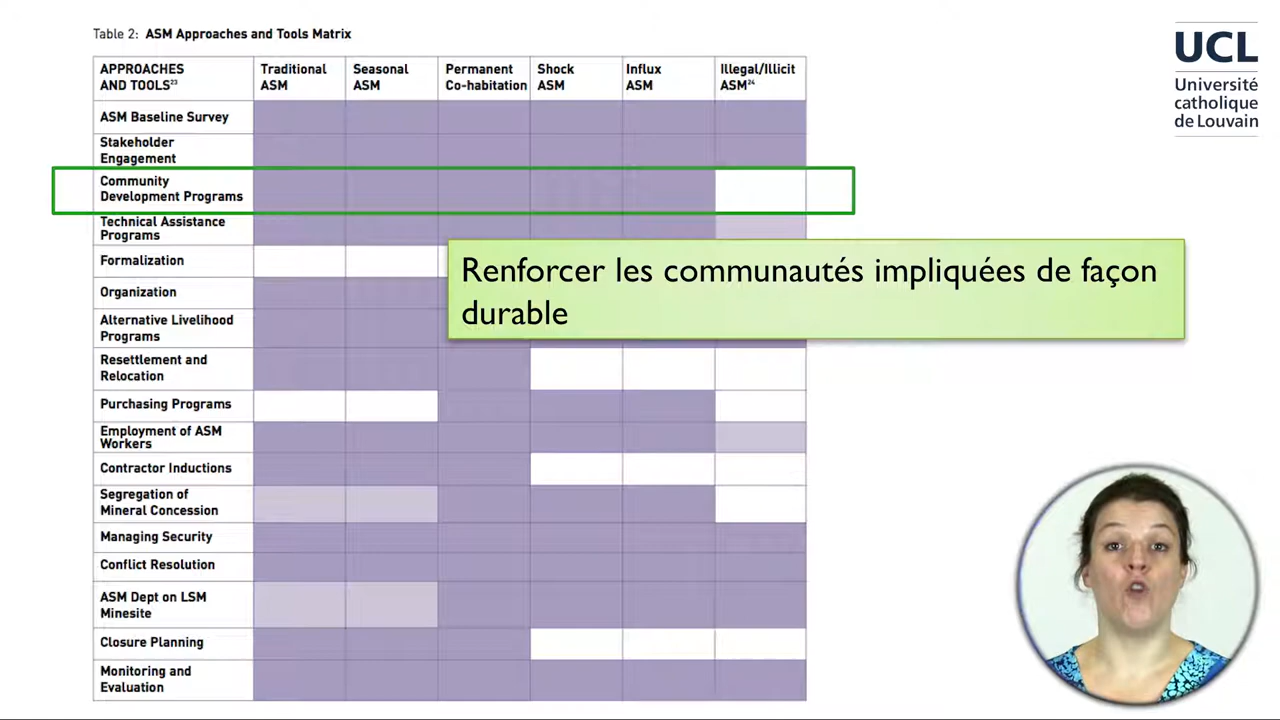 Table 2: ASM Approaches and Tools Matrix
UCL
Université
catholique
de Louvain
APPROACHES
AND TOOLS²³
Traditional
ASM
Seasonal
ASM
Permanent
Co-habitation
Shock
ASM
Influx
ASM
Illegal/Illicit
ASM²⁴
ASM Baseline Survey
Stakeholder
Engagement
Community
Development Programs
Technical Assistance
Programs
Formalization
Renforcer les communautés impliquées de façon
durable
Organization
Alternative Livelihood
Programs
Resettlement and
Relocation
Purchasing Programs
Employment of ASM
Workers
Contractor Inductions
Segregation of
Mineral Concession
Managing Security
Conflict Resolution
ASM Dept on LSM
Minesite
Closure Planning
Monitoring and
Evaluation